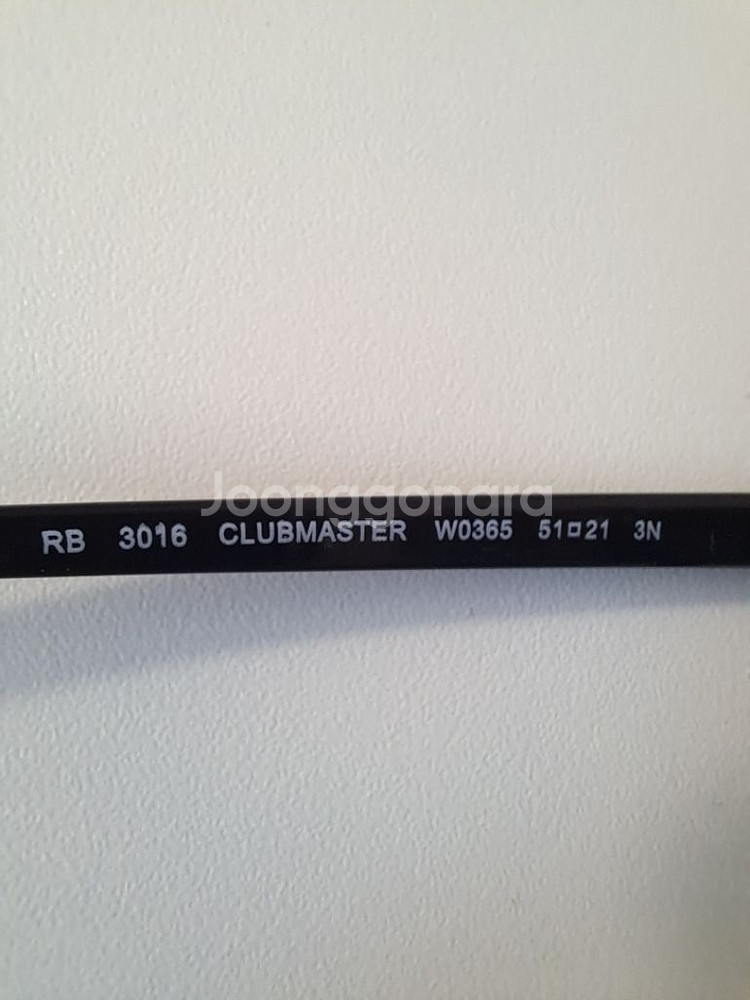 Joonggonara
RB 3016 CLUBMASTER W0365 51□21 3N